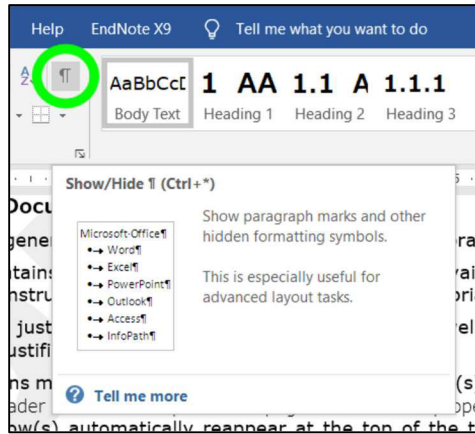 Help EndNote X9 Tell me what you want to do
A Z ¶ AaBbCcD 1 AA 1.1 A 1.1.1
Body Text Heading 1 Heading 2 Heading 3
Show/Hide ¶ (Ctrl+*)
Microsoft·Office¶
•→ Word¶
•→ Excel¶
•→ PowerPoint¶
•→ Outlook¶
•→ Access¶
•→ InfoPath¶
Show paragraph marks and other
hidden formatting symbols.
This is especially useful for
advanced layout tasks.
Tell me more
ow(s) automatically reappear at the top of the t